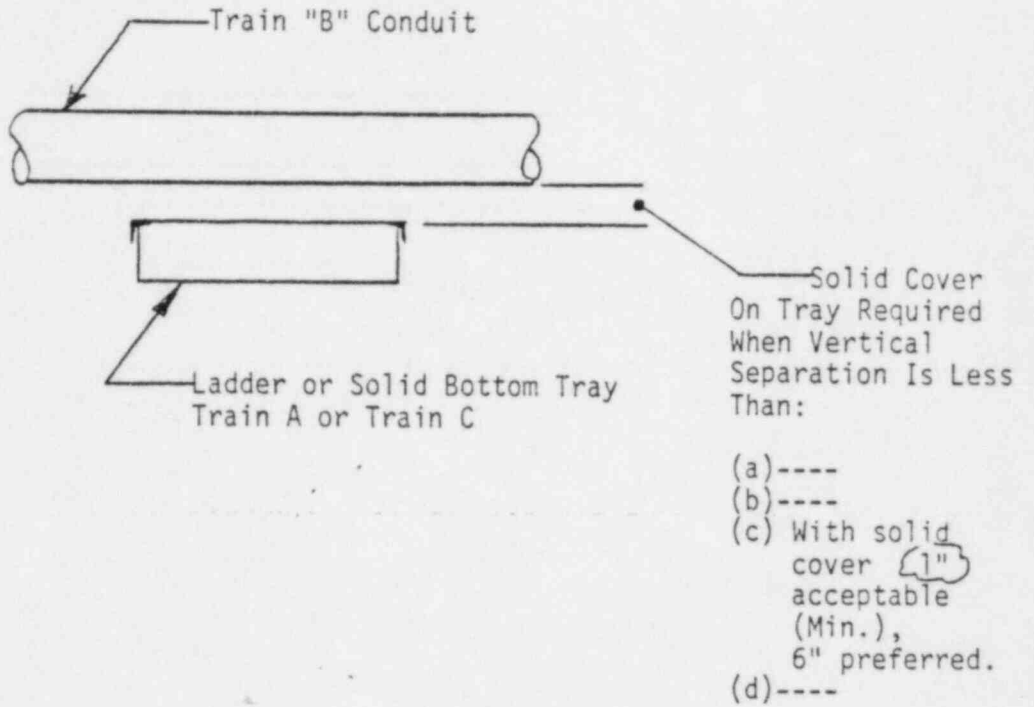 Train "B" Conduit
Solid Cover
On Tray Required
When Vertical
Separation Is Less
Than:
Ladder or Solid Bottom Tray
Train A or Train C
(a)----
(b)----
(c) With solid
cover 1"
acceptable
(Min.),
6" preferred.
(d)----